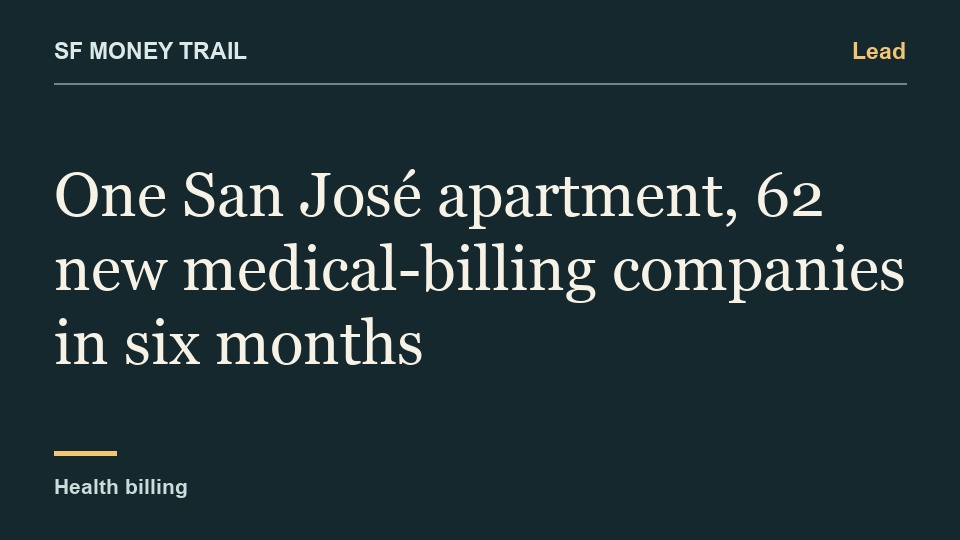 SF MONEY TRAIL
Lead
One San José apartment, 62
new medical-billing companies
in six months
Health billing